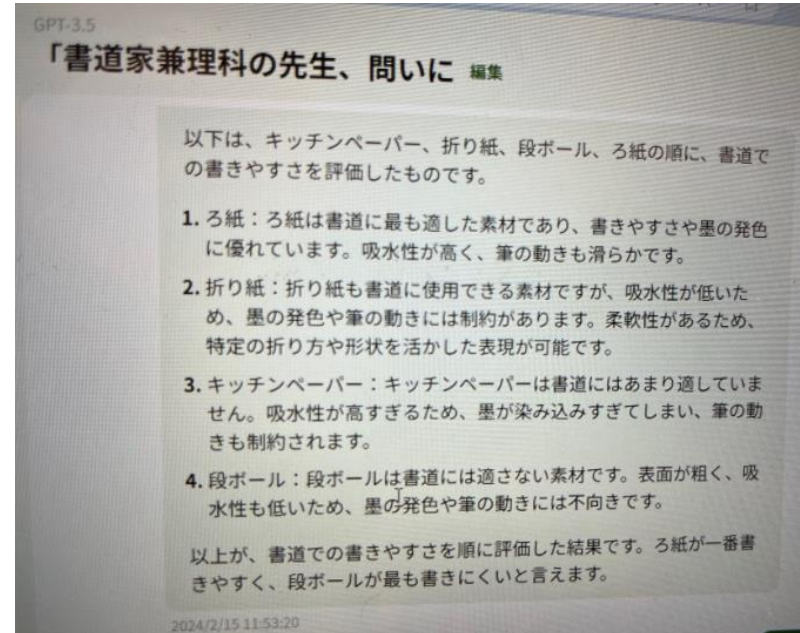 GPT-3.5
「書道家兼理科の先生、問いに 編集
以下は、キッチンペーパー、折り紙、段ボール、ろ紙の順に、書道で
の書きやすさを評価したものです。
1. ろ紙：ろ紙は書道に最も適した素材であり、書きやすさや墨の発色
に優れています。吸水性が高く、筆の動きも滑らかです。
2. 折り紙：折り紙も書道に使用できる素材ですが、吸水性が低いた
め、墨の発色や筆の動きには制約があります。柔軟性があるため、
特定の折り方や形状を活かした表現が可能です。
3. キッチンペーパー：キッチンペーパーは書道にはあまり適していま
せん。吸水性が高すぎるため、墨が染み込みすぎてしまい、筆の動
きも制約されます。
4. 段ボール：段ボールは書道には適さない素材です。表面が粗く、吸
水性も低いため、墨の発色や筆の動きには不向きです。
以上が、書道での書きやすさを順に評価した結果です。ろ紙が一番書
きやすく、段ボールが最も書きにくいと言えます。
2024/2/15 11:53:20